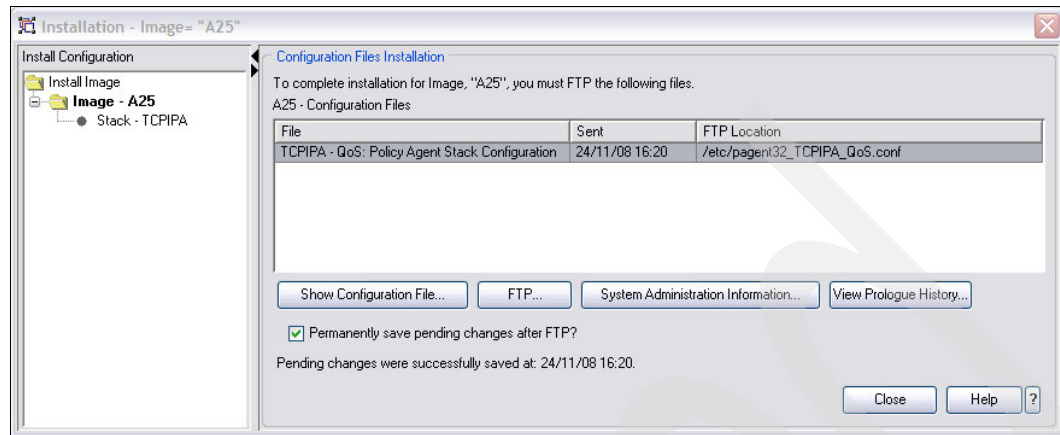 Installation - Image= "A25"
Install Configuration
Install Image
Image - A25
Stack - TCPIPA
Configuration Files Installation
To complete installation for Image, "A25", you must FTP the following files.
A25 - Configuration Files
File Sent FTP Location
TCPIPA - QoS: Policy Agent Stack Configuration 24/11/08 16:20 /etc/pagent32_TCPIPA_QoS.conf
Show Configuration File... FTP... System Administration Information... View Prologue History...
Permanently save pending changes after FTP?
Pending changes were successfully saved at: 24/11/08 16:20.
Close Help ?